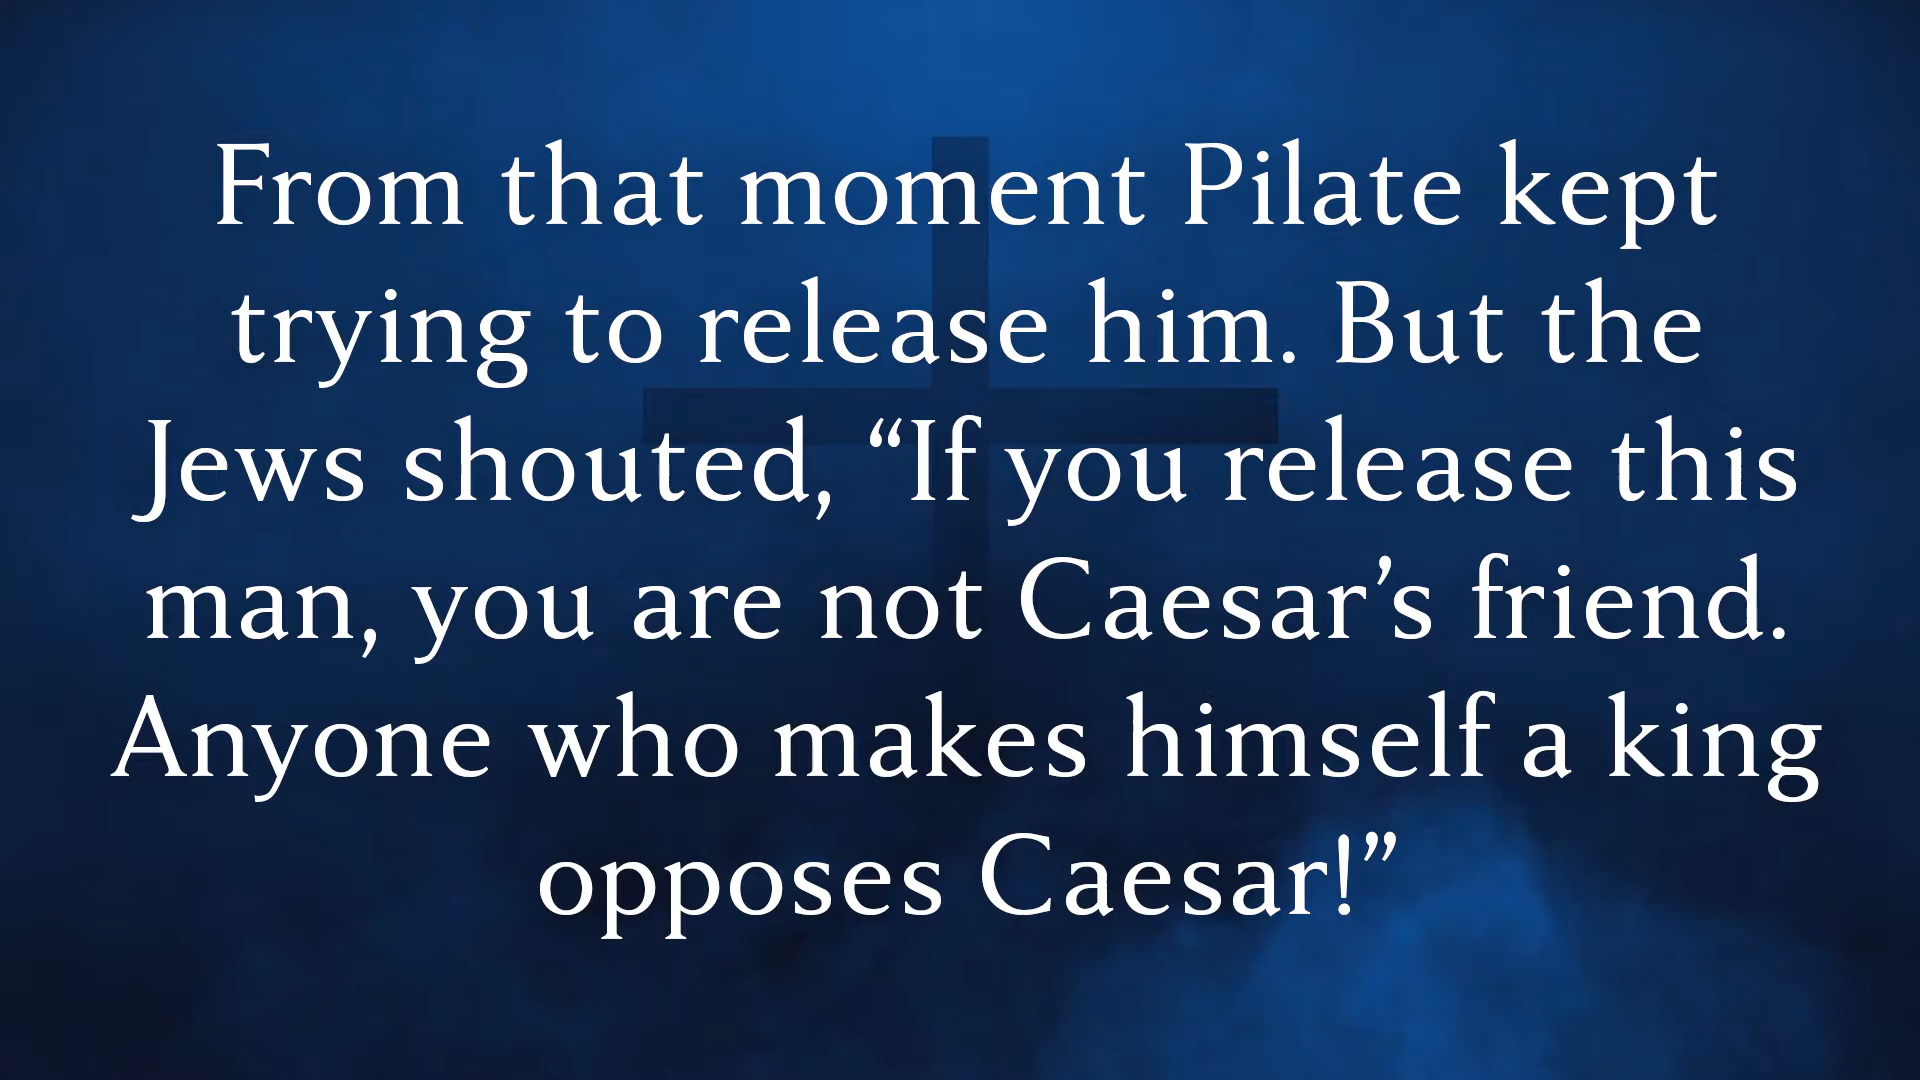 From that moment Pilate kept
trying to release him. But the
Jews shouted, “If you release this
man, you are not Caesar’s friend.
Anyone who makes himself a king
opposes Caesar!”